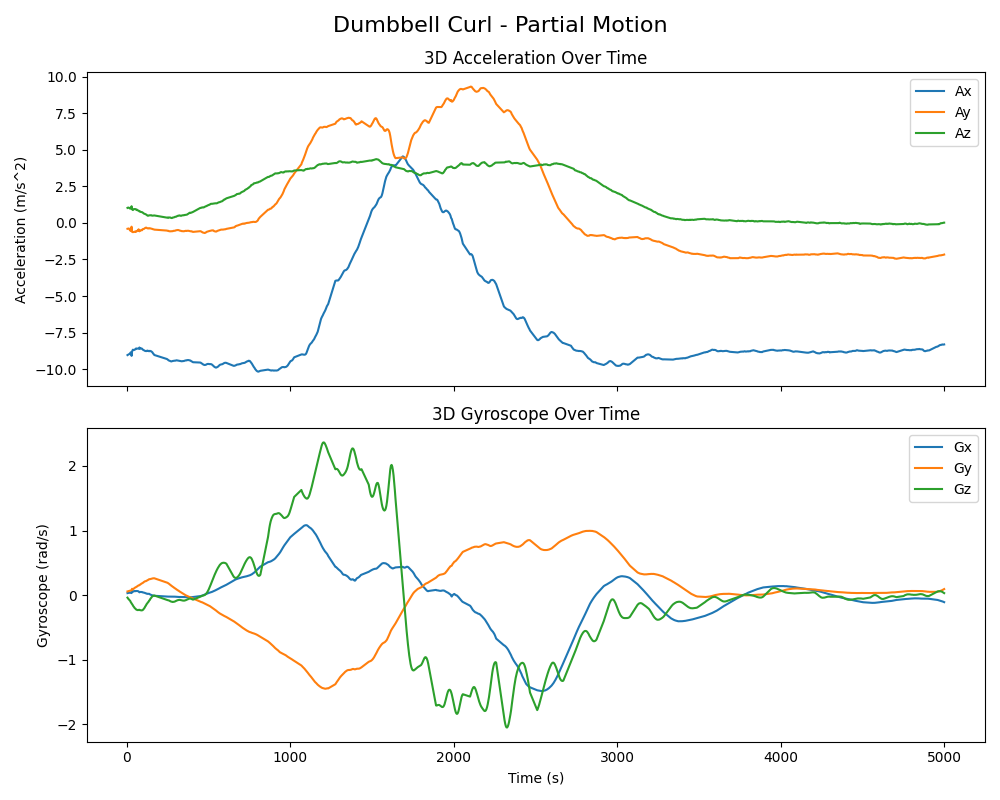 Dumbbell Curl - Partial Motion
3D Acceleration Over Time
10.0
7.5
5.0
2.5
0.0
−2.5
−5.0
−7.5
−10.0
Acceleration (m/s^2)
Ax
Ay
Az
3D Gyroscope Over Time
2
1
0
−1
−2
Gyroscope (rad/s)
Gx
Gy
Gz
0 1000 2000 3000 4000 5000
Time (s)